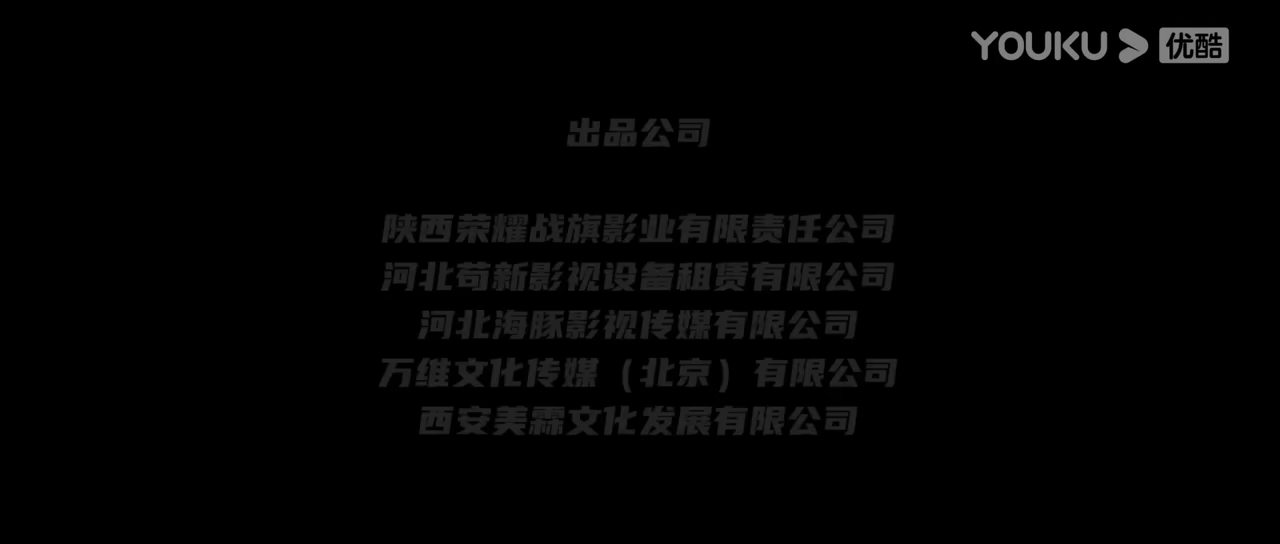 YOUKU 优酷
出品公司
陕西荣耀战旗影业有限责任公司
河北苟新影视设备租赁有限公司
河北海豚影视传媒有限公司
万维文化传媒（北京）有限公司
西安美霖文化发展有限公司